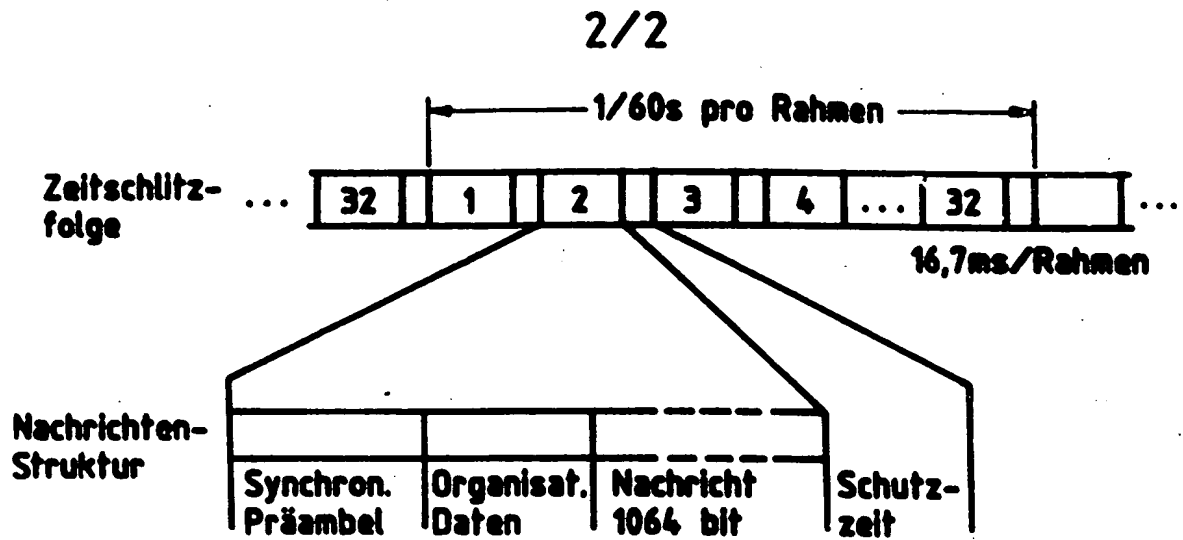 2/2
1/60s pro Rahmen
Zeitschlitz-
folge
... 32 1 2 3 4 ... 32 ...
16,7ms/Rahmen
Nachrichten-
Struktur
Synchron. Organisat. Nachricht Schutz-
Präambel Daten 1064 bit zeit